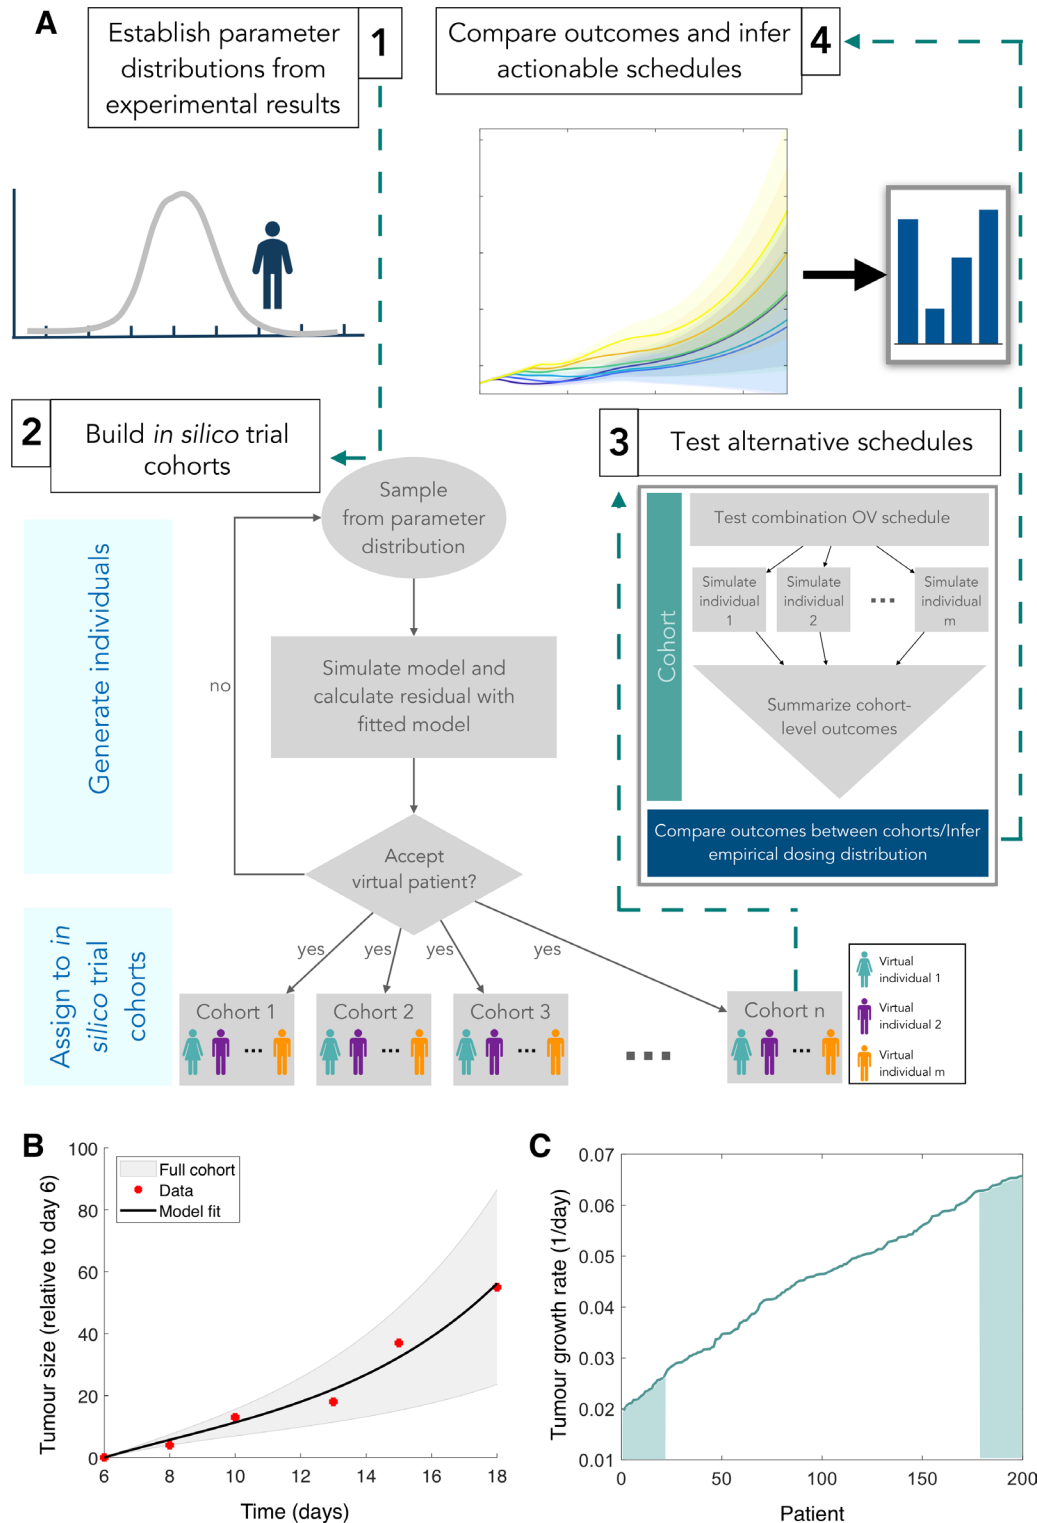 A
Establish parameter
distributions from
experimental results
1
Compare outcomes and infer
actionable schedules
4
2
Build in silico trial
cohorts
3
Test alternative schedules
Generate individuals
Sample
from parameter
distribution
Simulate model and
calculate residual with
fitted model
no
Accept
virtual patient?
yes
yes
yes
yes
Cohort
Test combination OV schedule
Simulate
individual
1
Simulate
individual
2
Simulate
individual
m
Summarize cohort-
level outcomes
Compare outcomes between cohorts/Infer
empirical dosing distribution
Assign to in
silico trial
cohorts
Cohort 1
Cohort 2
Cohort 3
Cohort n
Virtual
individual 1
Virtual
individual 2
Virtual
individual m
B
Tumour size (relative to day 6)
100
80
60
40
20
0
Full cohort
Data
Model fit
6
8
10
12
14
16
18
Time (days)
C
Tumour growth rate (1/day)
0.07
0.06
0.05
0.04
0.03
0.02
0.01
0
50
100
150
200
Patient